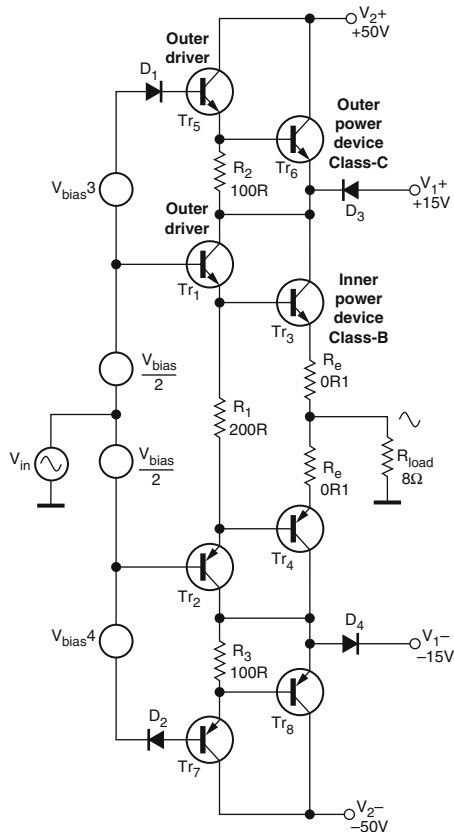 V2+
+50V
Outer
driver
D1
Tr5
Outer
power
device
Class-C
Tr6
R2
100R
V1+
+15V
D3
Vbias3
Outer
driver
Tr1
Tr3
Inner
power
device
Class-B
Vbias
2
Re
0R1
R1
200R
Vin
Vbias
2
Re
0R1
Rload
8Ω
Tr2
Tr4
Vbias4
R3
100R
D4
V1–
–15V
D2
Tr7
Tr8
V2–
–50V